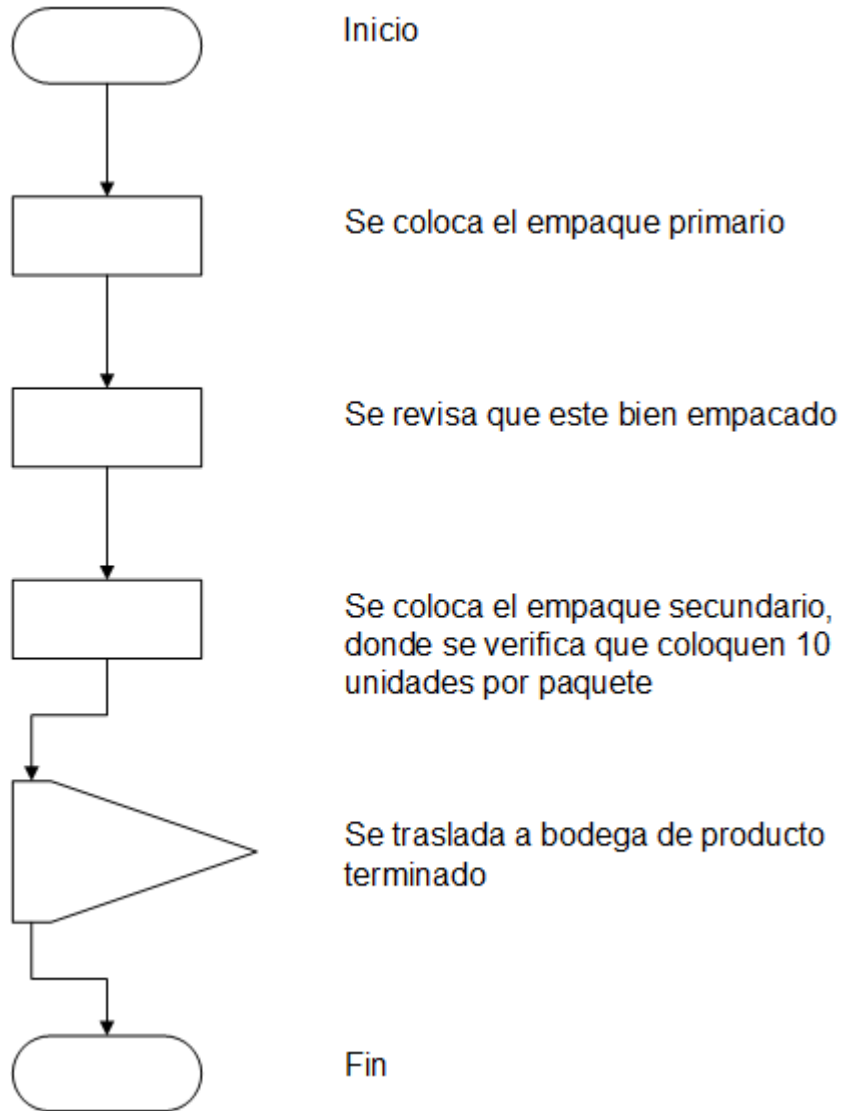 Inicio
Se coloca el empaque primario
Se revisa que este bien empacado
Se coloca el empaque secundario,
donde se verifica que coloquen 10
unidades por paquete
Se traslada a bodega de producto
terminado
Fin